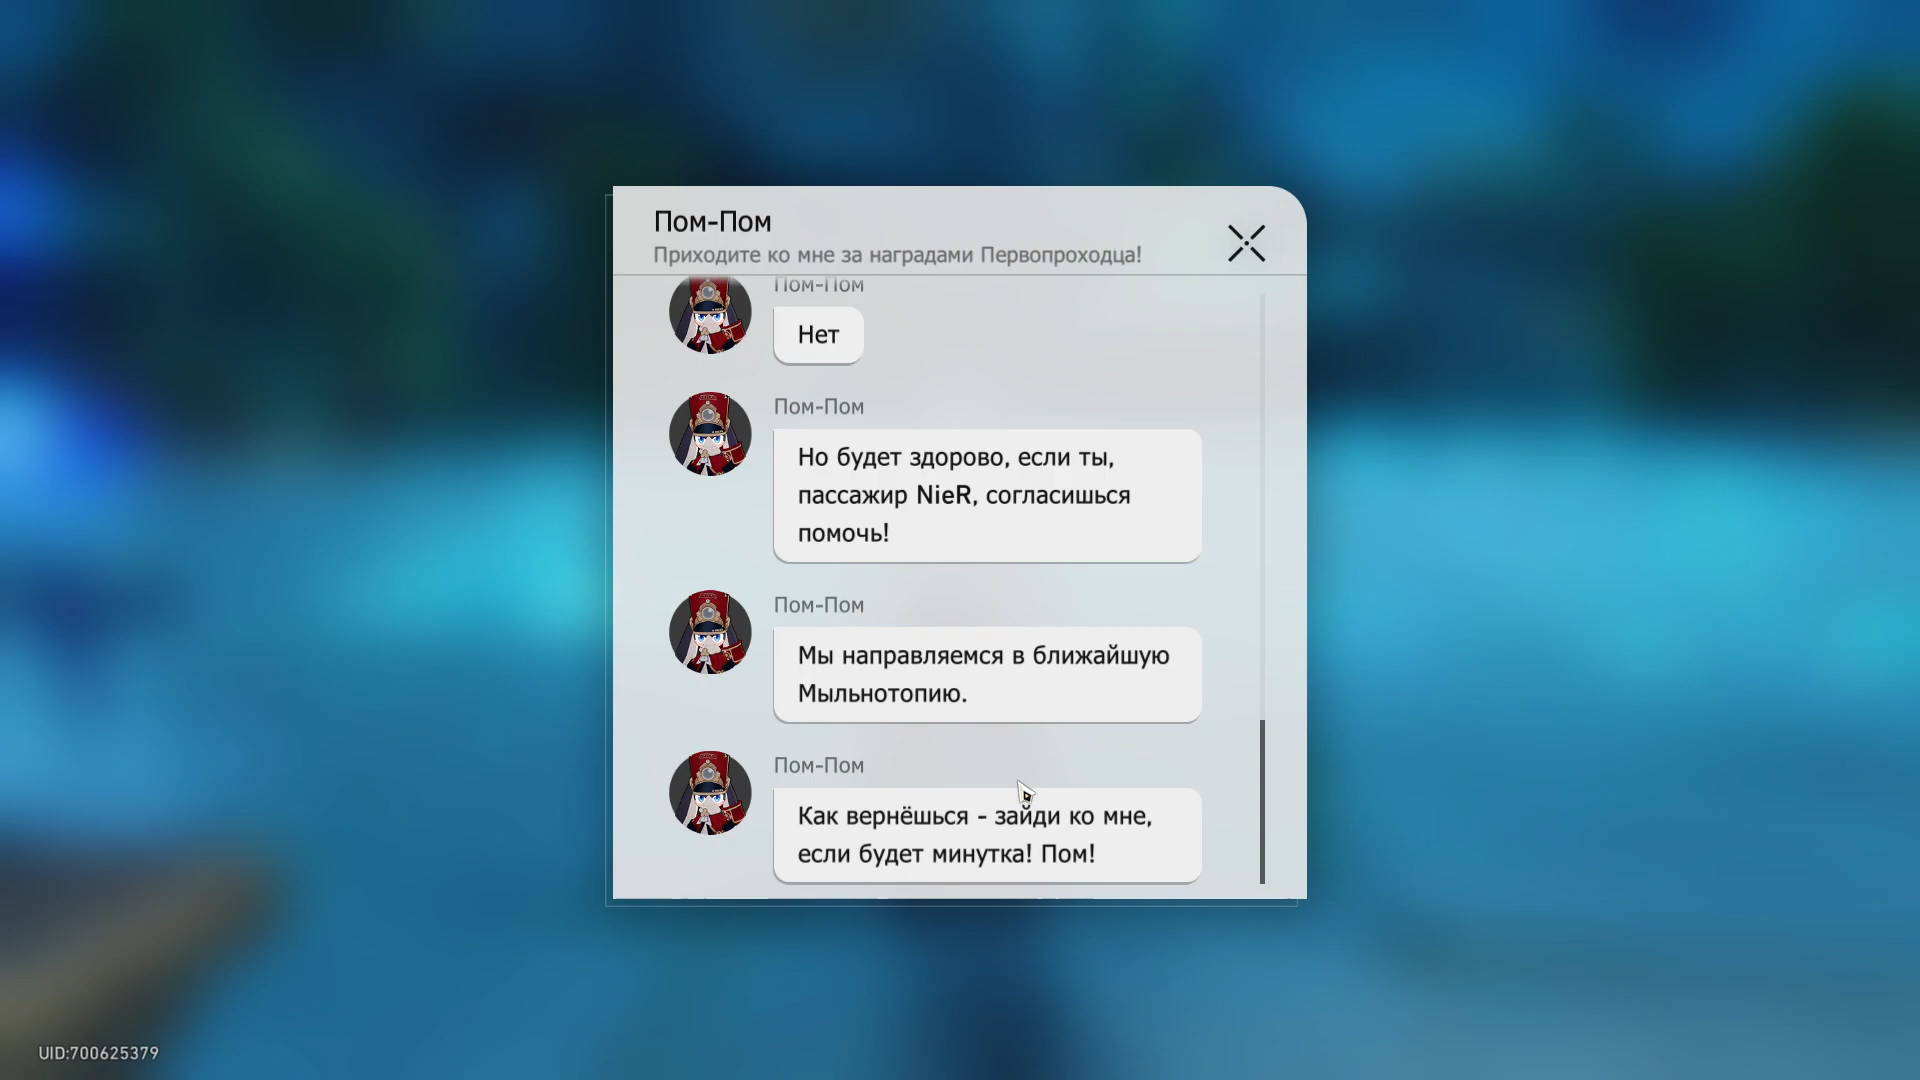 Пом-Пом
Приходите ко мне за наградами Первопроходца!
Пом-Пом
Нет
Пом-Пом
Но будет здорово, если ты,
пассажир NieR, согласишься
помочь!
Пом-Пом
Мы направляемся в ближайшую
Мыльнотопию.
Пом-Пом
Как вернёшься - зайди ко мне,
если будет минутка! Пом!
UID:700625379